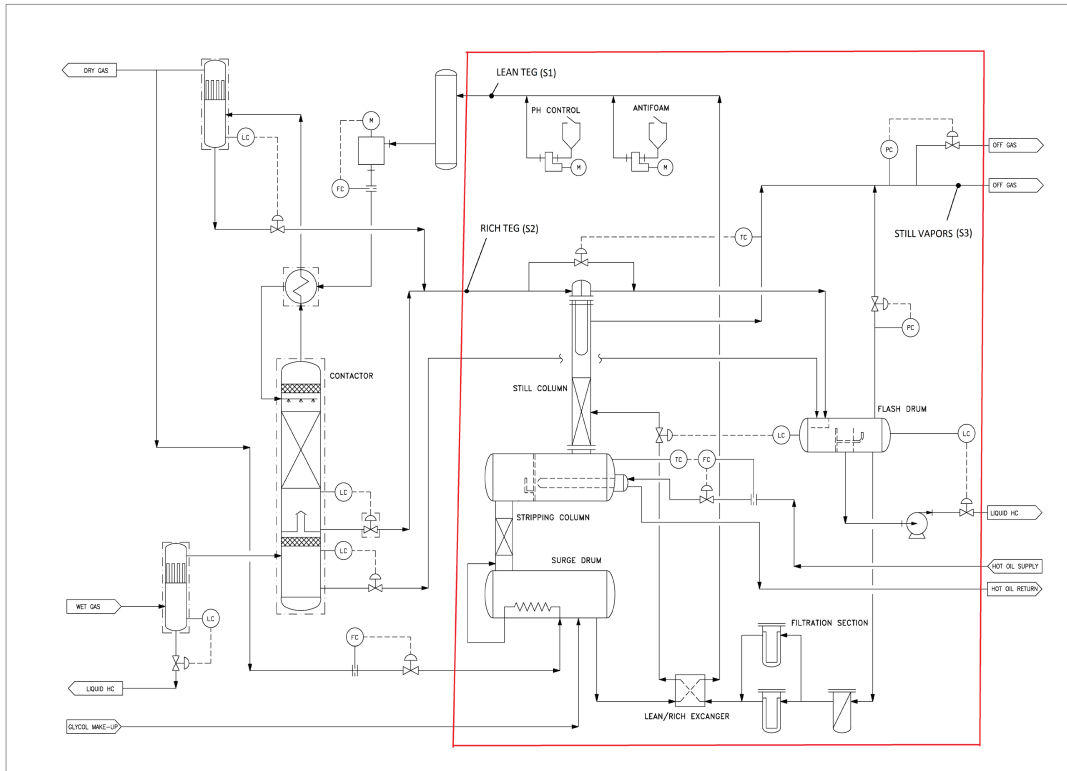 LEAN TEG (S1)
DRY GAS
PH CONTROL
ANTIFOAM
M
LC
M
M
FC
PC
OFF GAS
OFF GAS
STILL VAPORS (S3)
RICH TEG (S2)
TC
PC
CONTACTOR
STILL COLUMN
FLASH DRUM
LC
LC
TC
FC
LC
STRIPPING COLUMN
LIQUID HC
LC
SURGE DRUM
HOT OIL SUPPLY
HOT OIL RETURN
WET GAS
LC
FC
FILTRATION SECTION
LIQUID HC
LEAN/RICH EXCANGER
GLYCOL MAKE-UP